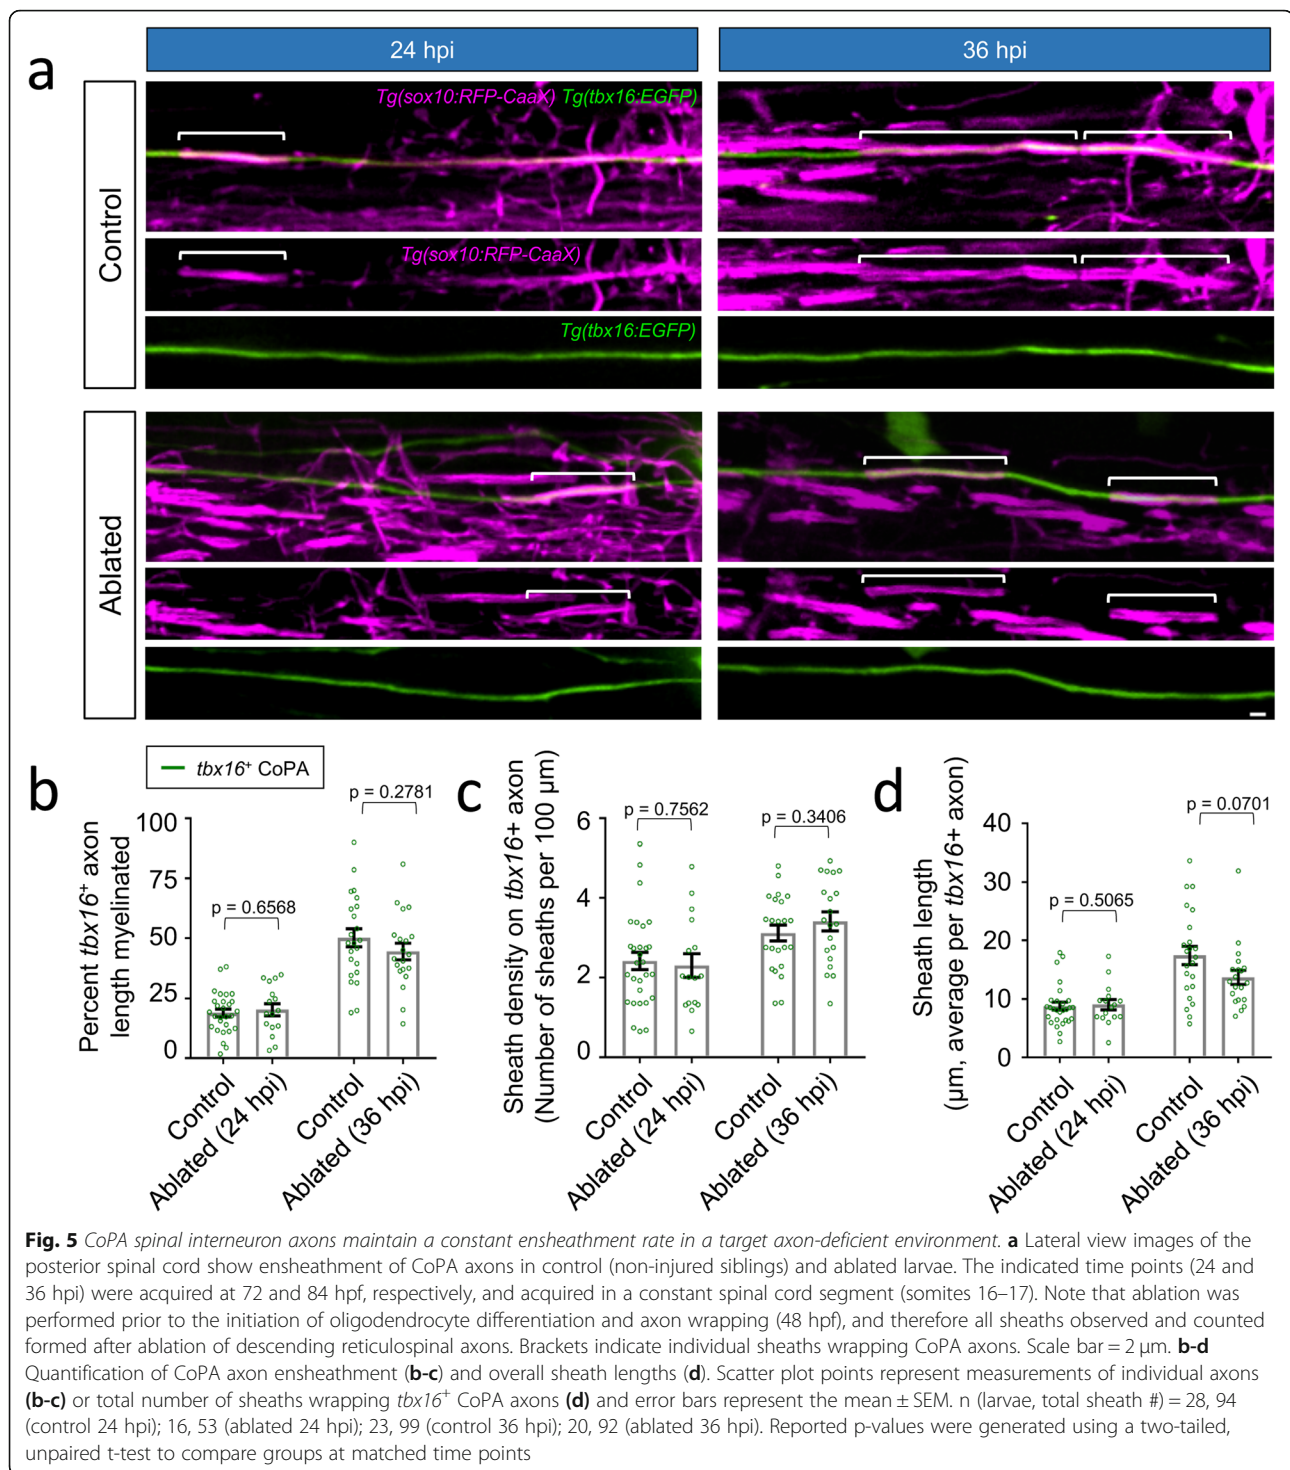 24 hpi
36 hpi
a
Control
Tg(sox10:RFP-CaaX) Tg(tbx16:EGFP)
Tg(sox10:RFP-CaaX)
Tg(tbx16:EGFP)
Ablated
b
tbx16+ CoPA
Percent tbx16+ axon
length myelinated
100
75
50
25
0
p = 0.6568
p = 0.2781
Control
Ablated (24 hpi)
Control
Ablated (36 hpi)
c
Sheath density on tbx16+ axon
(Number of sheaths per 100 µm)
6
4
2
0
p = 0.7562
p = 0.3406
Control
Ablated (24 hpi)
Control
Ablated (36 hpi)
d
Sheath length
(µm, average per tbx16+ axon)
40
30
20
10
0
p = 0.5065
p = 0.0701
Control
Ablated (24 hpi)
Control
Ablated (36 hpi)
Fig. 5 CoPA spinal interneuron axons maintain a constant ensheathment rate in a target axon-deficient environment. a Lateral view images of the
posterior spinal cord show ensheathment of CoPA axons in control (non-injured siblings) and ablated larvae. The indicated time points (24 and
36 hpi) were acquired at 72 and 84 hpf, respectively, and acquired in a constant spinal cord segment (somites 16–17). Note that ablation was
performed prior to the initiation of oligodendrocyte differentiation and axon wrapping (48 hpf), and therefore all sheaths observed and counted
formed after ablation of descending reticulospinal axons. Brackets indicate individual sheaths wrapping CoPA axons. Scale bar = 2 µm. b-d
Quantification of CoPA axon ensheathment (b-c) and overall sheath lengths (d). Scatter plot points represent measurements of individual axons
(b-c) or total number of sheaths wrapping tbx16+ CoPA axons (d) and error bars represent the mean ± SEM. n (larvae, total sheath #) = 28, 94
(control 24 hpi); 16, 53 (ablated 24 hpi); 23, 99 (control 36 hpi); 20, 92 (ablated 36 hpi). Reported p-values were generated using a two-tailed,
unpaired t-test to compare groups at matched time points